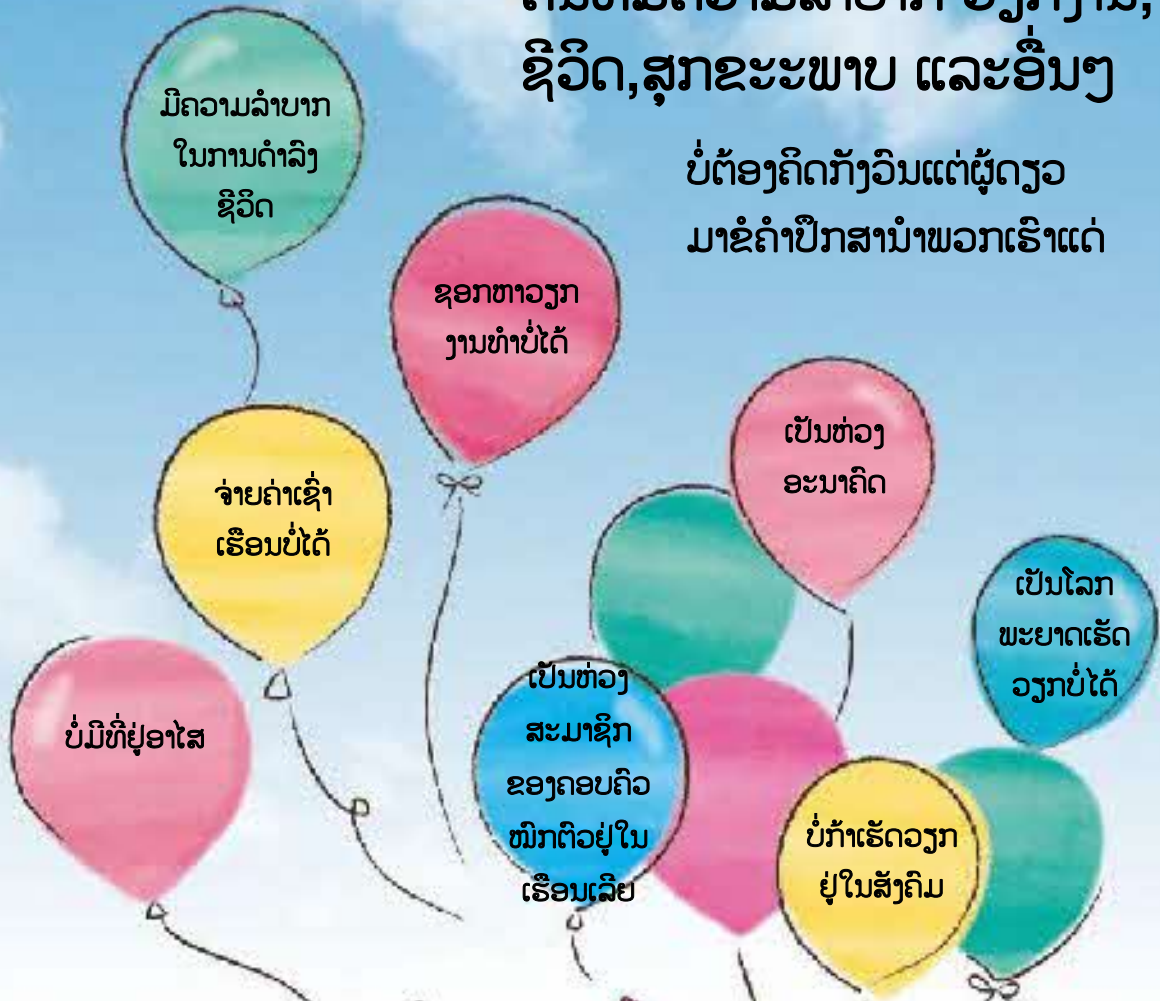 ຊີວິດ,ສຸກຂະະພາບ ແລະອື່ນໆ
ບໍ່ຕ້ອງຄິດກັງວົນແຕ່ຜູ້ດຽວ
ມາຂໍຄໍາປຶກສານໍາພວກເຮົາແດ່
ມີຄວາມລໍາບາກ
ໃນການດໍາລົງ
ຊີວິດ
ຊອກຫາວຽກ
ງານທໍາບໍ່ໄດ້
ຈ່າຍຄ່າເຊົ່າ
ເຮືອນບໍ່ໄດ້
ເປັນຫ່ວງ
ອະນາຄົດ
ເປັນໂລກ
ພະຍາດເຮັດ
ວຽກບໍ່ໄດ້
ບໍ່ມີທີ່ຢູ່ອາໄສ
ເປັນຫ່ວງ
ສະມາຊິກ
ຂອງຄອບຄົວ
ໝົກຕົວຢູ່ໃນ
ເຮືອນເລີຍ
ບໍ່ກ້າເຮັດວຽກ
ຢູ່ໃນສັງຄົມ